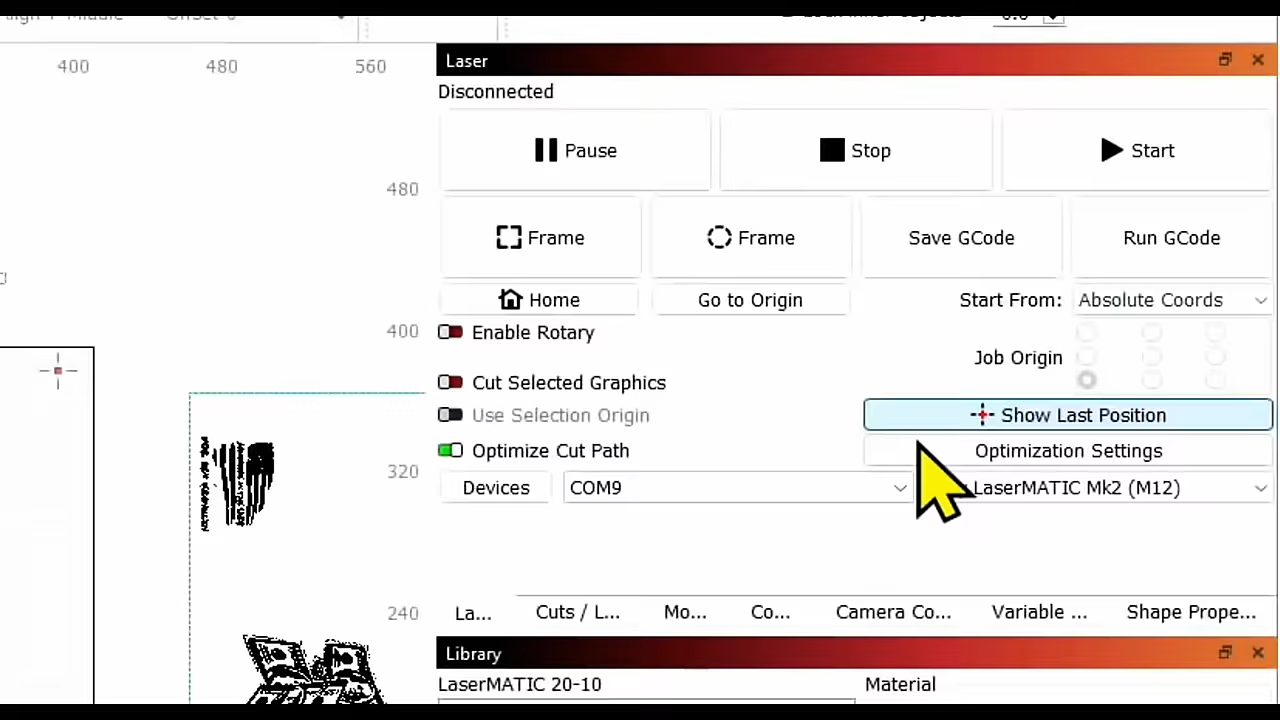 400 480 560
Laser
Disconnected
Pause Stop Start
480
Frame Frame Save GCode Run GCode
Home Go to Origin Start From: Absolute Coords
400
Enable Rotary
Job Origin
Cut Selected Graphics
Use Selection Origin Show Last Position
Optimize Cut Path Optimization Settings
320
Devices COM9 LaserMATIC Mk2 (M12)
240
La... Cuts / L... Mo... Co... Camera Co... Variable ... Shape Prope...
Library
LaserMATIC 20-10 Material